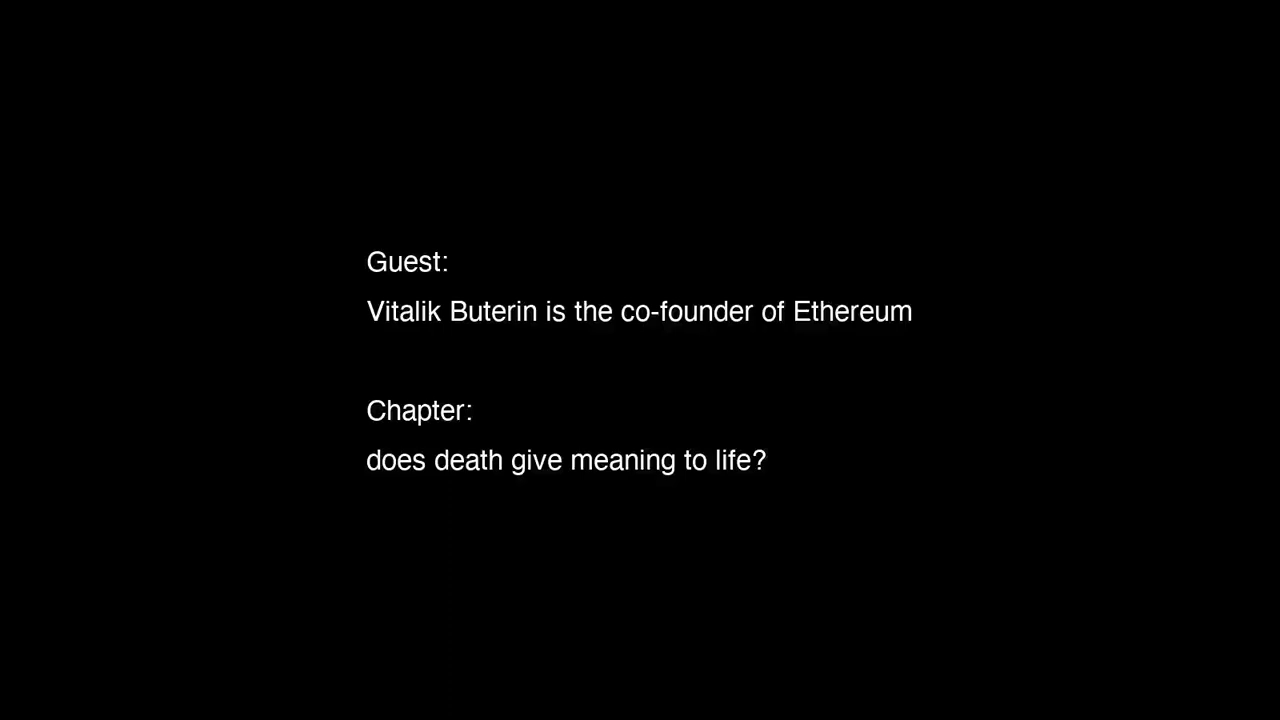 Guest:
Vitalik Buterin is the co-founder of Ethereum
Chapter:
does death give meaning to life?